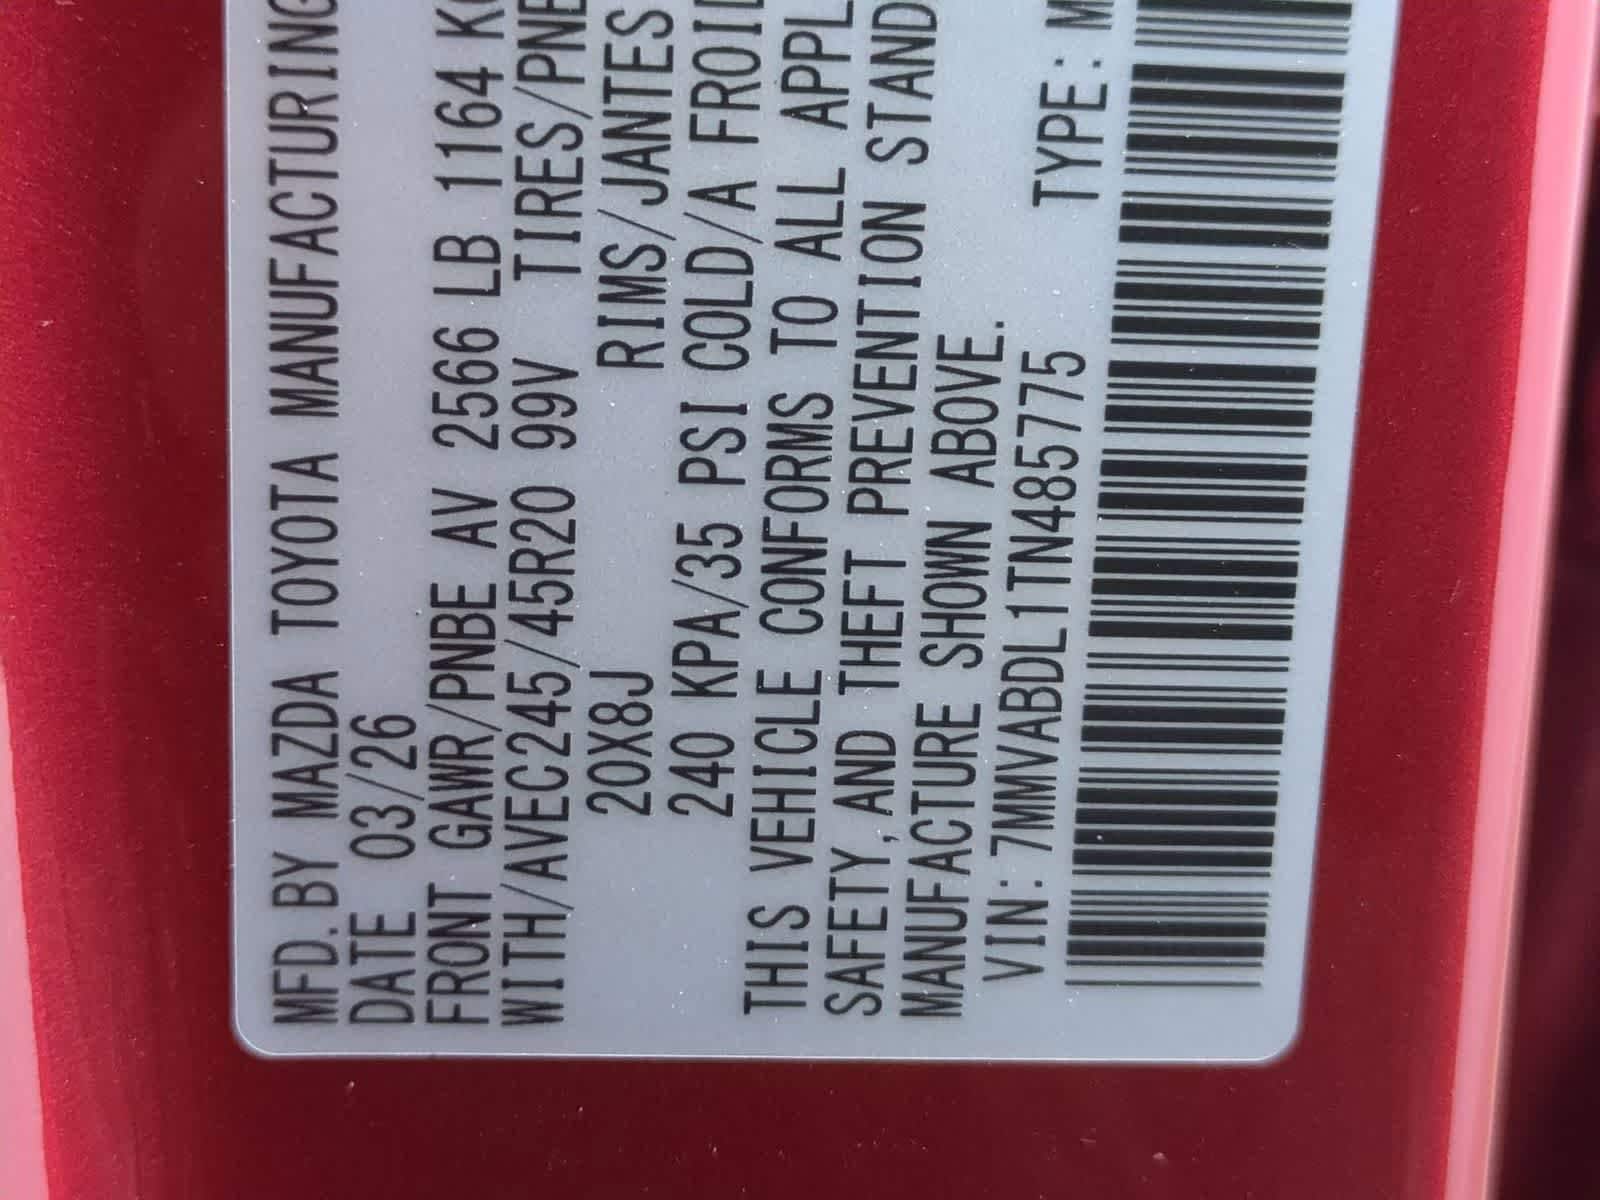 MFD.BY MAZDA TOYOTA MANUFACTURING
DATE 03/26
FRONT GAWR/PNBE AV 2566 LB 1164 KG
WITH/AVEC245/45R20 99V TIRES/PNE
20X8J RIMS/JANTES
240 KPA/35 PSI COLD/A FROID
THIS VEHICLE CONFORMS TO ALL APPL
SAFETY,AND THEFT PREVENTION STAND
MANUFACTURE SHOWN ABOVE.
VIN:7MMVABDL1TN485775 TYPE:M